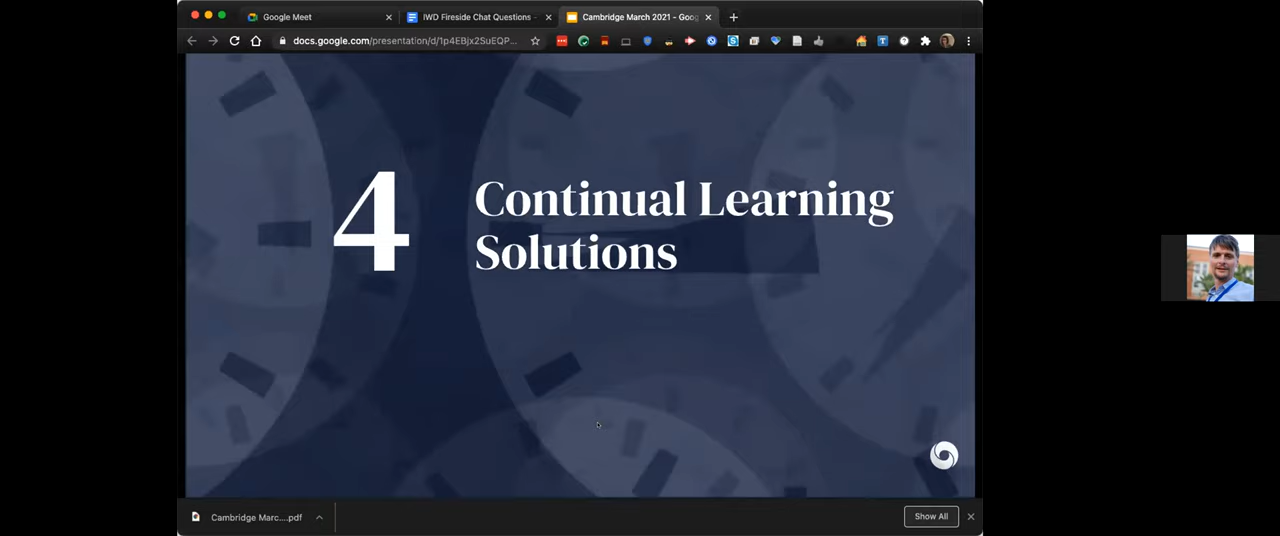 Google Meet
IWD Fireside Chat Questions -
Cambridge March 2021 - Goog
docs.google.com/presentation/d/1p4EBjx2SuEQP...
4
Continual Learning
Solutions
Cambridge Marc....pdf
Show All